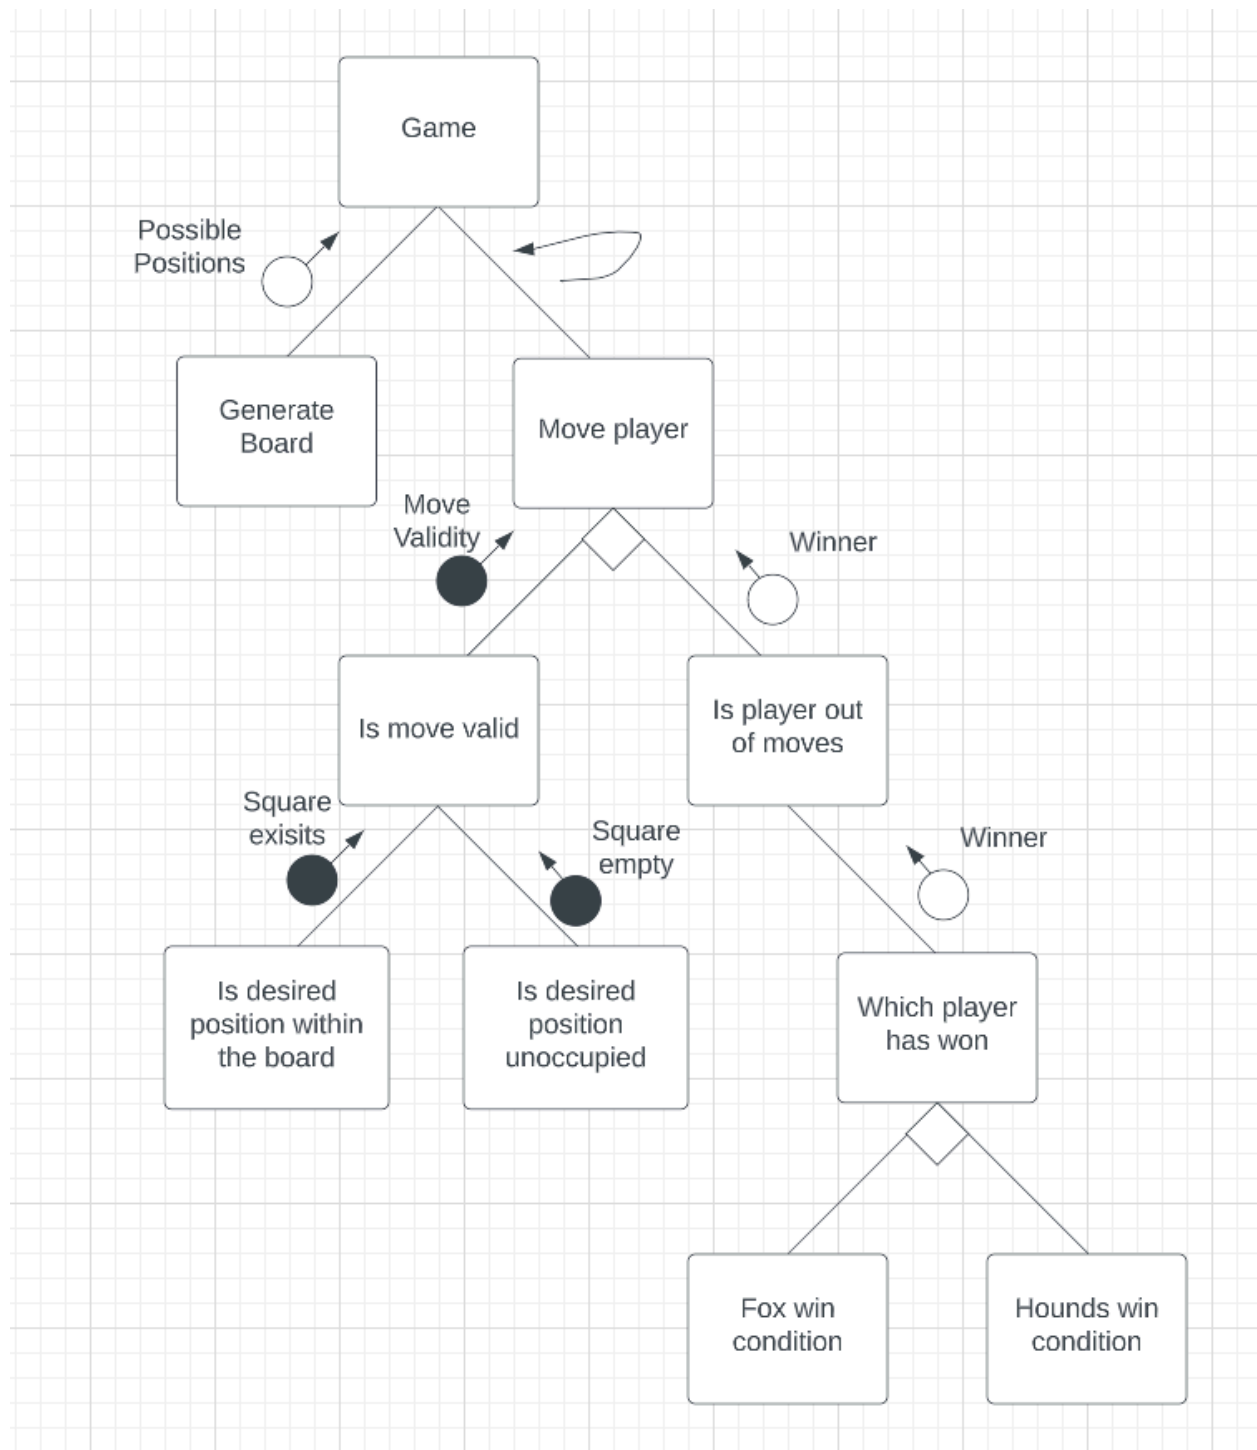 Game
Possible
Positions
Generate
Board
Move player
Move
Validity
Winner
Is move valid
Is player out
of moves
Square
exisits
Square
empty
Winner
Is desired
position within
the board
Is desired
position
unoccupied
Which player
has won
Fox win
condition
Hounds win
condition